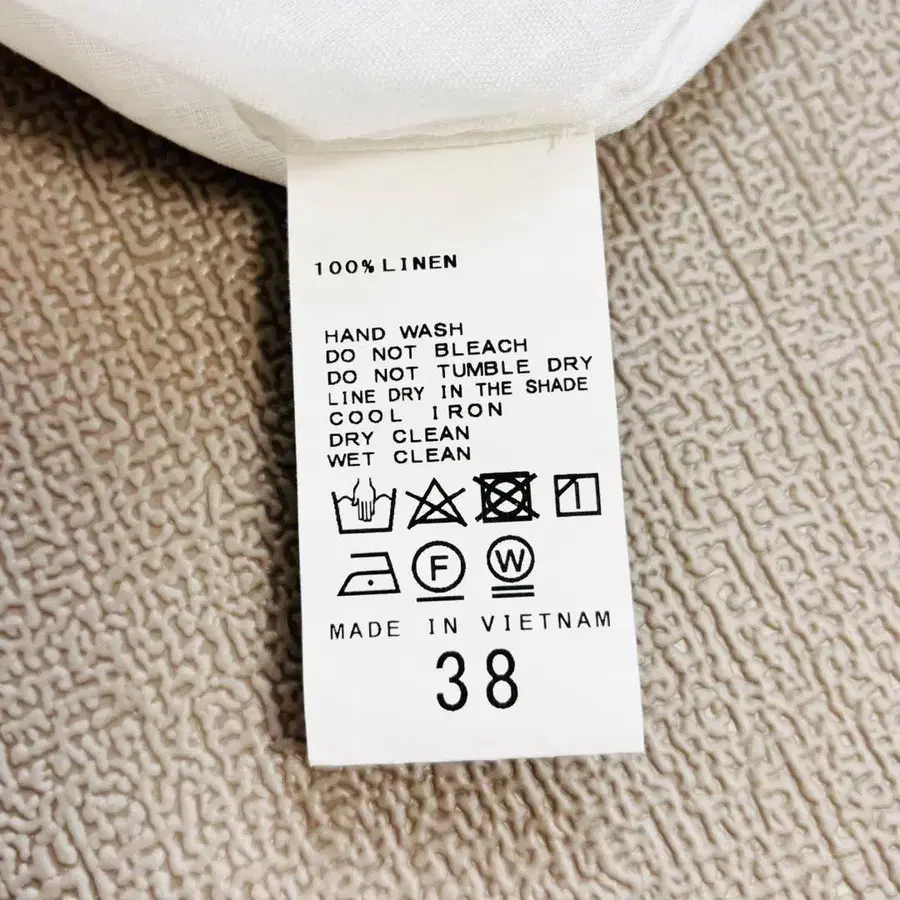 100% LINEN
HAND WASH
DO NOT BLEACH
DO NOT TUMBLE DRY
LINE DRY IN THE SHADE
COOL IRON
DRY CLEAN
WET CLEAN
F W
MADE IN VIETNAM
38